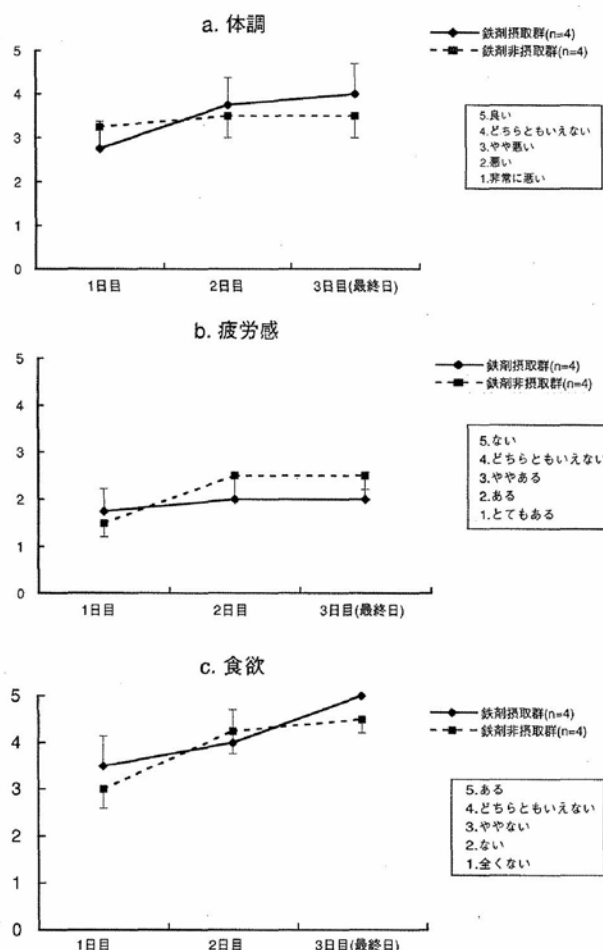 a. 体調
鉄剤摂取群(n=4)
鉄剤非摂取群(n=4)
5
4
3
2
1
0
5.良い
4.どちらともいえない
3.やや悪い
2.悪い
1.非常に悪い
1日目 2日目 3日目(最終日)
b. 疲労感
鉄剤摂取群(n=4)
鉄剤非摂取群(n=4)
5
4
3
2
1
0
5.ない
4.どちらともいえない
3.ややある
2.ある
1.とてもある
1日目 2日目 3日目(最終日)
c. 食欲
鉄剤摂取群(n=4)
鉄剤非摂取群(n=4)
5
4
3
2
1
0
5.ある
4.どちらともいえない
3.ややない
2.ない
1.全くない
1日目 2日目 3日目(最終日)